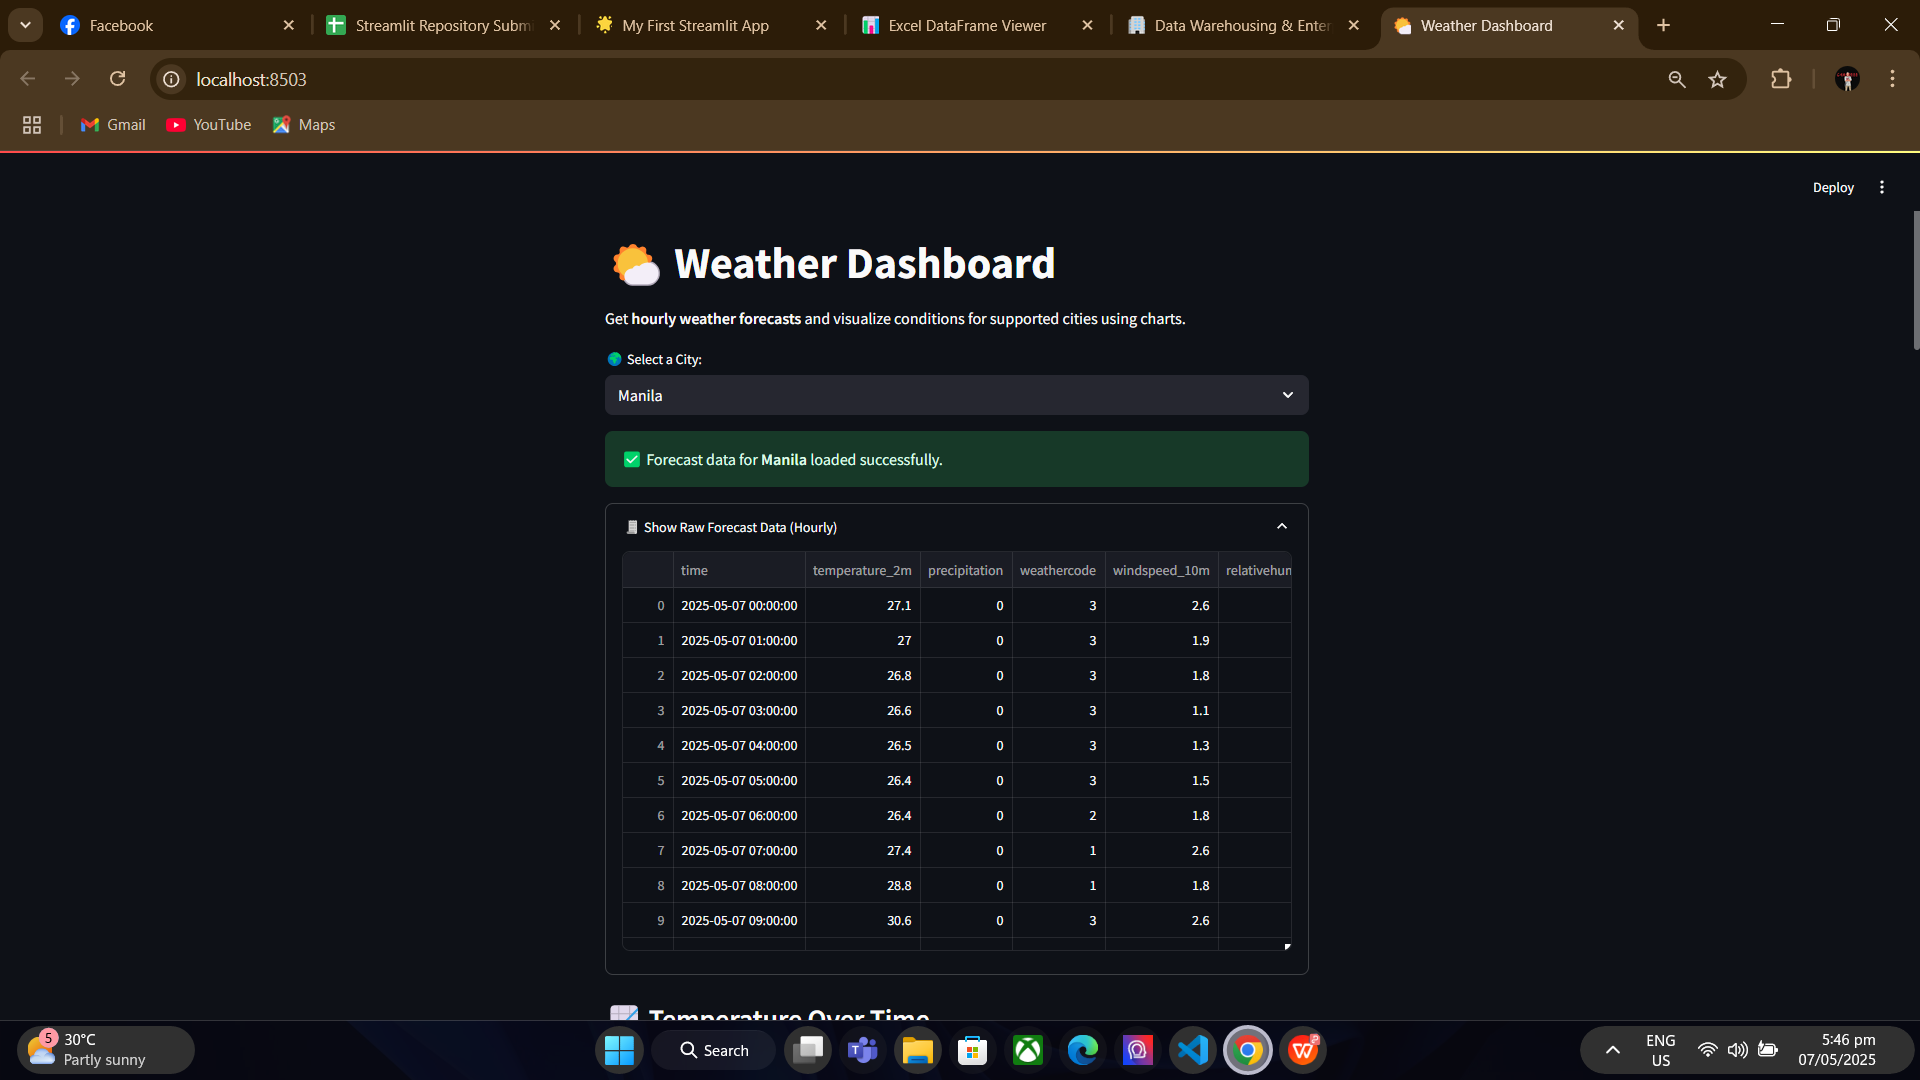 Facebook
Streamlit Repository Subm
My First Streamlit App
Excel DataFrame Viewer
Data Warehousing & Enter
Weather Dashboard
localhost:8503
Gmail
YouTube
Maps
Deploy
Weather Dashboard
Get hourly weather forecasts and visualize conditions for supported cities using charts.
Select a City:
Manila
Forecast data for Manila loaded successfully.
Show Raw Forecast Data (Hourly)
time temperature_2m precipitation weathercode windspeed_10m relativehum
0 2025-05-07 00:00:00 27.1 0 3 2.6
1 2025-05-07 01:00:00 27 0 3 1.9
2 2025-05-07 02:00:00 26.8 0 3 1.8
3 2025-05-07 03:00:00 26.6 0 3 1.1
4 2025-05-07 04:00:00 26.5 0 3 1.3
5 2025-05-07 05:00:00 26.4 0 3 1.5
6 2025-05-07 06:00:00 26.4 0 2 1.8
7 2025-05-07 07:00:00 27.4 0 1 2.6
8 2025-05-07 08:00:00 28.8 0 1 1.8
9 2025-05-07 09:00:00 30.6 0 3 2.6
Temperature Over Time
5
30°C
Partly sunny
Search
ENG
US
5:46 pm
07/05/2025